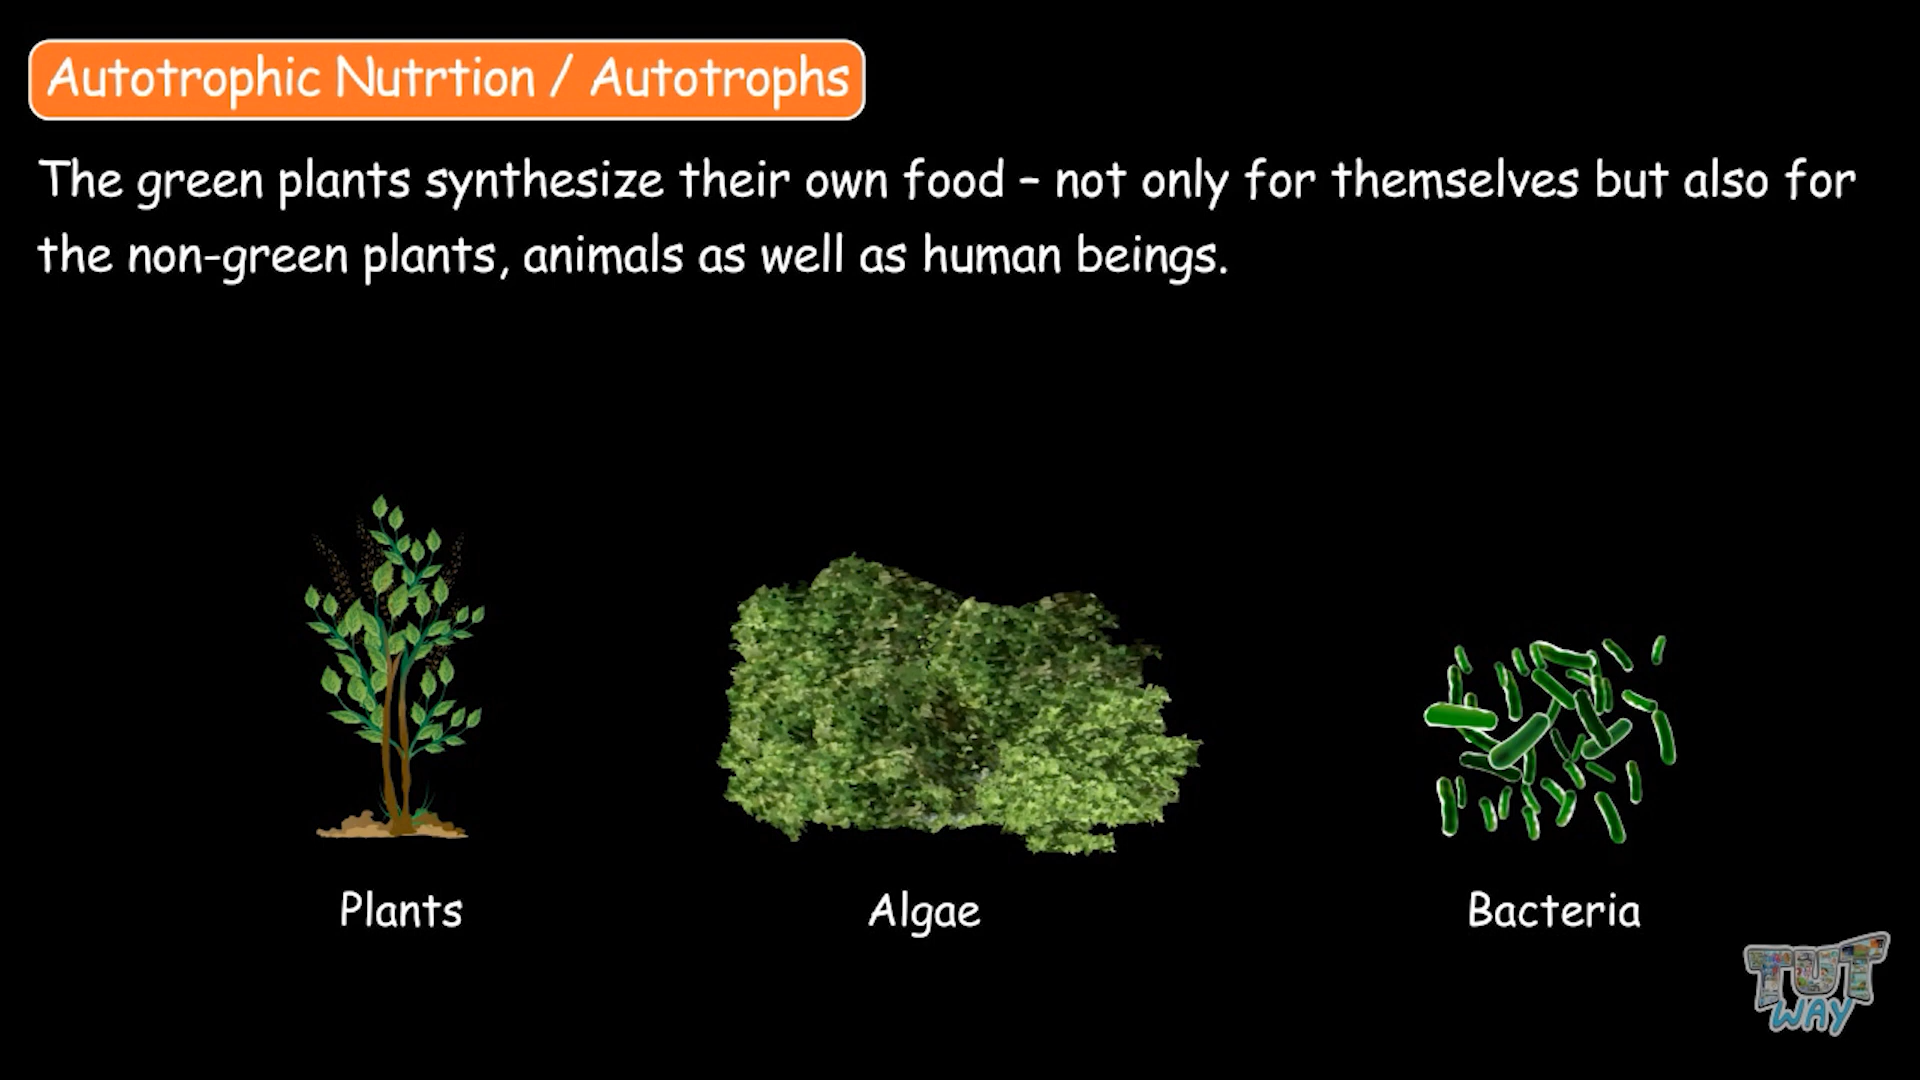 Autotrophic Nutrtion / Autotrophs
The green plants synthesize their own food – not only for themselves but also for
the non-green plants, animals as well as human beings.
Plants
Algae
Bacteria
TUT
WAY